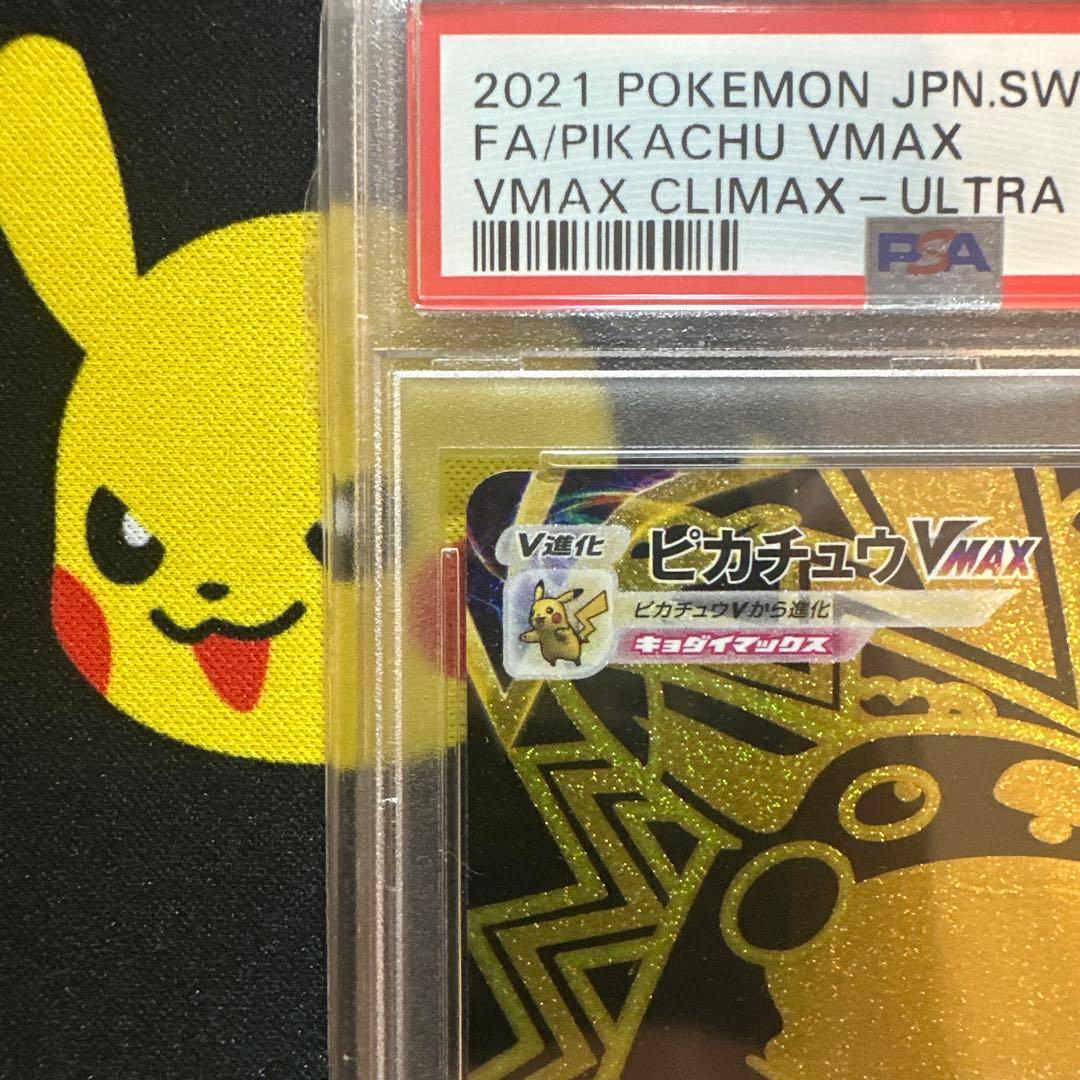 2021 POKEMON JPN.SW
FA/PIKACHU VMAX
VMAX CLIMAX-ULTRA
PSA
V進化
ピカチュウVMAX
ピカチュウVから進化
キョダイマックス